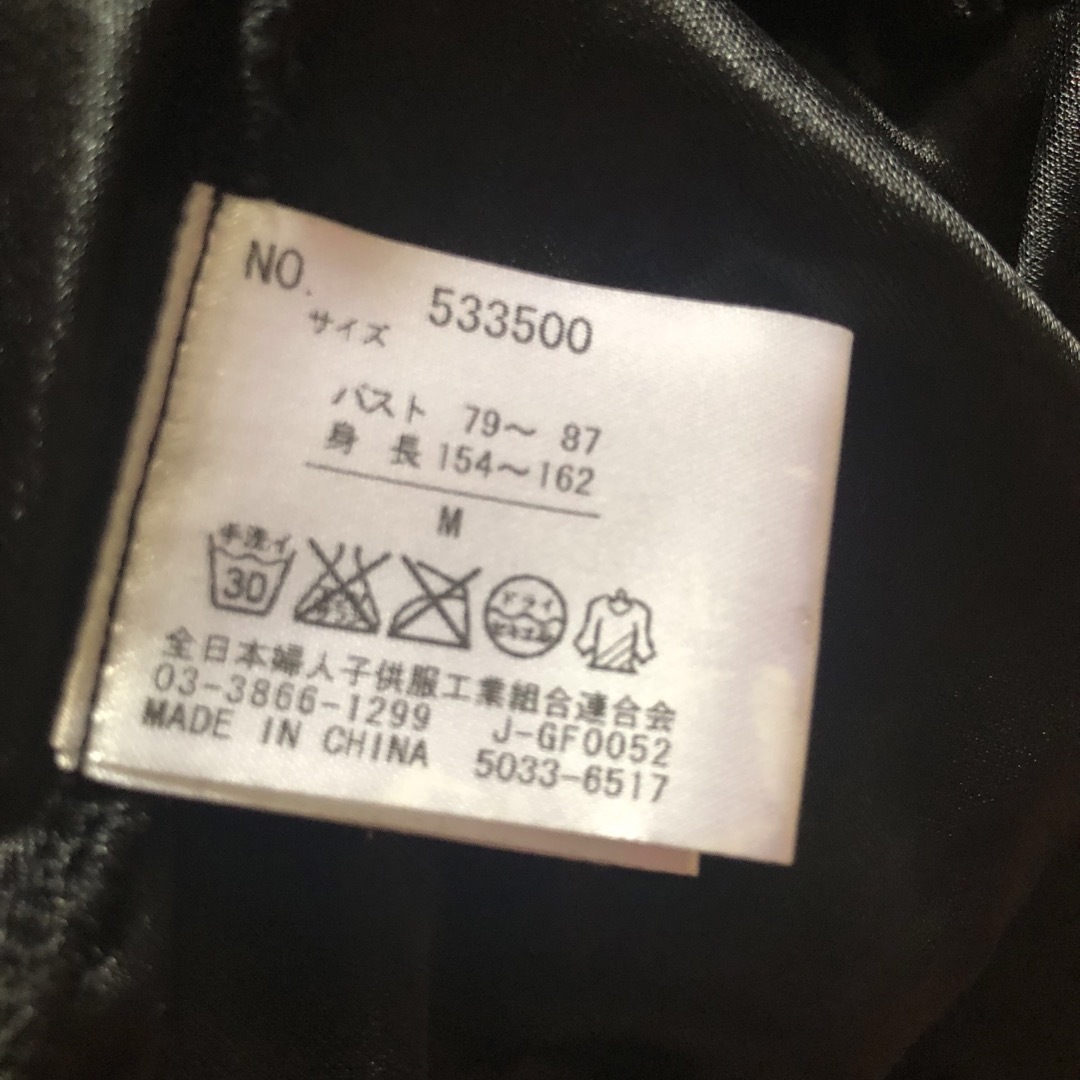 NO. 533500
サイズ
バスト 79～ 87
身 長 154～162
M
手洗イ
30
ドライ
全日本婦人子供服工業組合連合会
03-3866-1299 J-GF0052
MADE IN CHINA 5033-6517